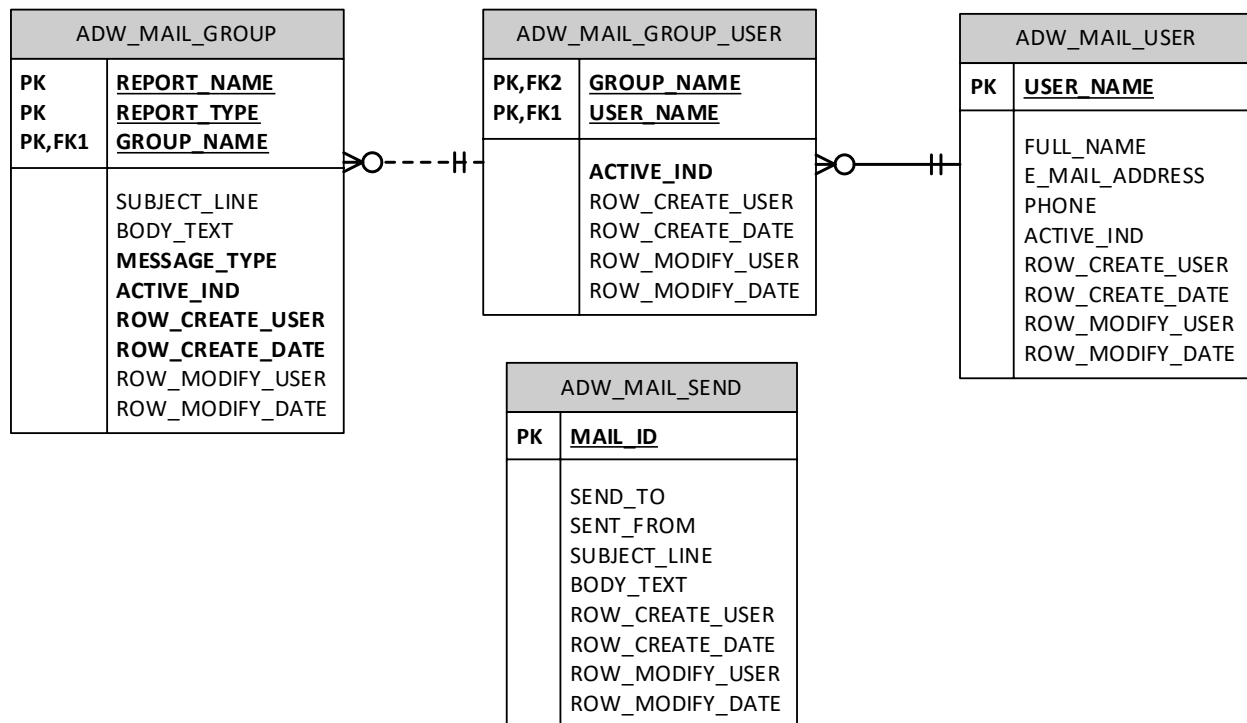 ADW_MAIL_GROUP
PK REPORT_NAME
PK REPORT_TYPE
PK,FK1 GROUP_NAME
SUBJECT_LINE
BODY_TEXT
MESSAGE_TYPE
ACTIVE_IND
ROW_CREATE_USER
ROW_CREATE_DATE
ROW_MODIFY_USER
ROW_MODIFY_DATE
ADW_MAIL_GROUP_USER
PK,FK2 GROUP_NAME
PK,FK1 USER_NAME
ACTIVE_IND
ROW_CREATE_USER
ROW_CREATE_DATE
ROW_MODIFY_USER
ROW_MODIFY_DATE
ADW_MAIL_USER
PK USER_NAME
FULL_NAME
E_MAIL_ADDRESS
PHONE
ACTIVE_IND
ROW_CREATE_USER
ROW_CREATE_DATE
ROW_MODIFY_USER
ROW_MODIFY_DATE
ADW_MAIL_SEND
PK MAIL_ID
SEND_TO
SENT_FROM
SUBJECT_LINE
BODY_TEXT
ROW_CREATE_USER
ROW_CREATE_DATE
ROW_MODIFY_USER
ROW_MODIFY_DATE